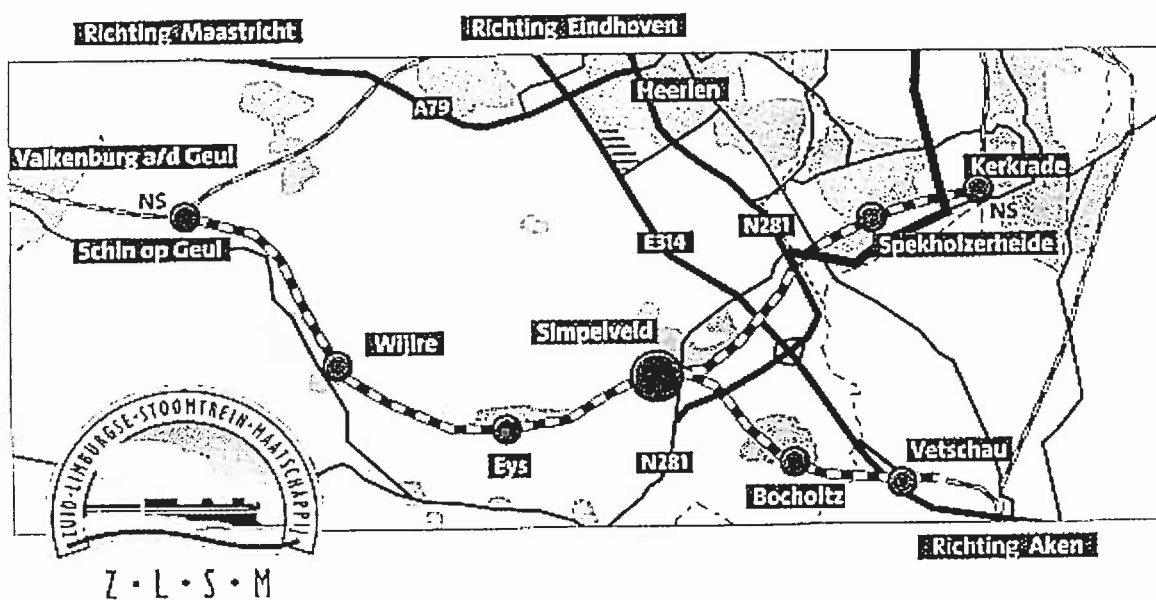 Richting Maastricht
Richting Eindhoven
A79
Heerlen
Valkenburg a/d Geul
Kerkrade
NS
NS
N281
Spekholzerheide
E314
Schin op Geul
Simpelveld
Wijlre
ZUID-LIMBURGSE-STOOMTREIN-MAATSCHAPPIJ
Vetschau
Eys
N281
Bocholtz
Richting Aken
Z • L • S • M